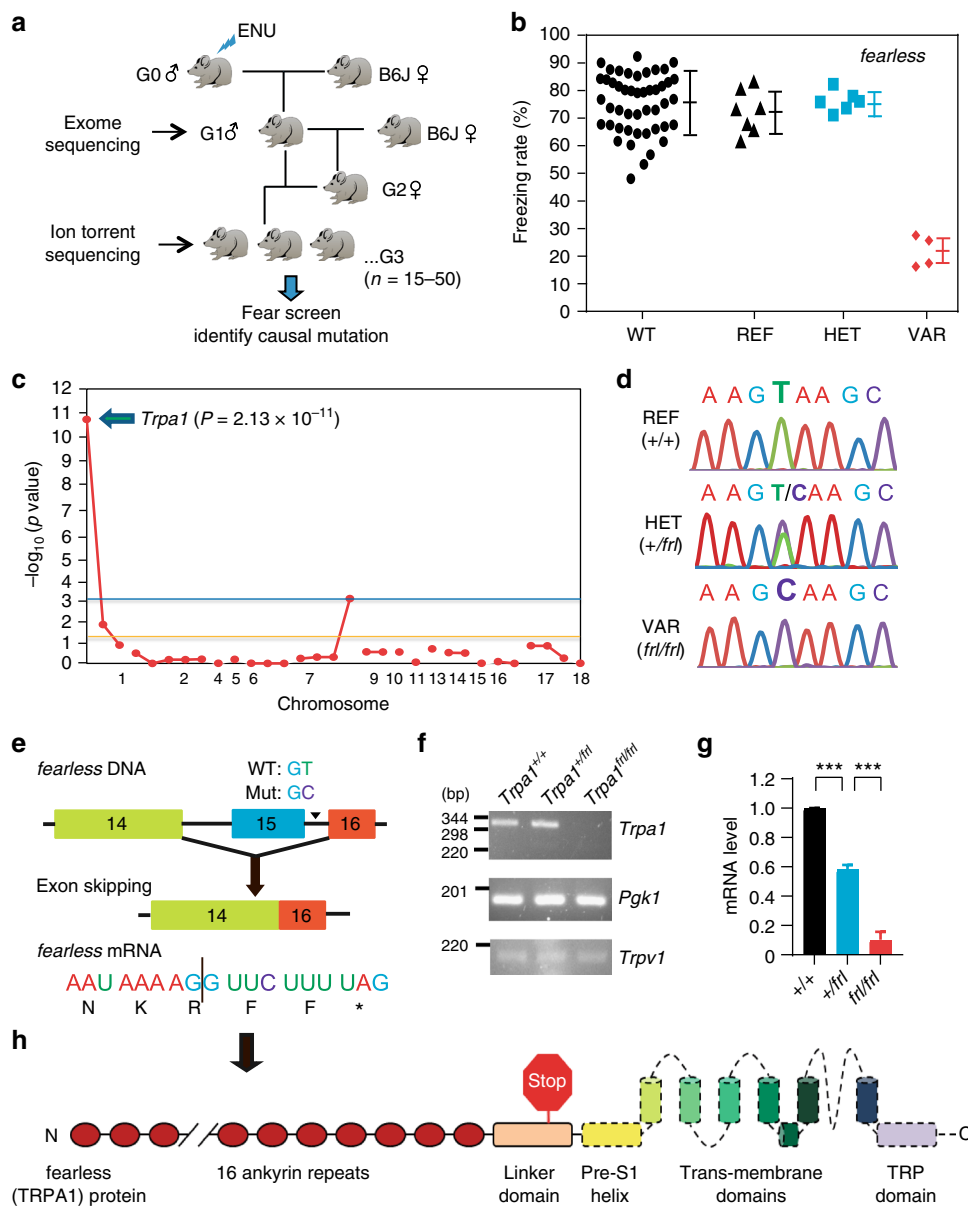 a
ENU
G0 ♂
B6J ♀
Exome
sequencing
G1♂
B6J ♀
G2♀
Ion torrent
sequencing
...G3
(n = 15–50)
Fear screen
identify causal mutation
b
fearless
Freezing rate (%)
100
90
80
70
60
50
40
30
20
10
0
WT REF HET VAR
c
–log10 (p value)
12
11
10
9
8
7
6
5
4
3
2
1
0
Trpa1 (P = 2.13 × 10−11)
1 2 4 5 6 7 9 10 11 13 14 15 16 17 18
Chromosome
d
A A G T A A G C
REF
(+/+)
A A G T/C A A G C
HET
(+/frl)
A A G C A A G C
VAR
(frl/frl)
e
fearless DNA
WT: GT
Mut: GC
14 15 16
Exon skipping
14 16
fearless mRNA
AAU AAAAGG UUC UUU UAG
N K R F F *
f
Trpa1+/+ Trpa1+/frl Trpa1frl/frl
(bp)
344
298
220
Trpa1
201
Pgk1
220
Trpv1
g
*** ***
mRNA level
1.2
1.0
0.8
0.6
0.4
0.2
0
+/+ +/frl frl/frl
h
Stop
N
C
fearless
(TRPA1) protein
16 ankyrin repeats
Linker
domain
Pre-S1
helix
Trans-membrane
domains
TRP
domain